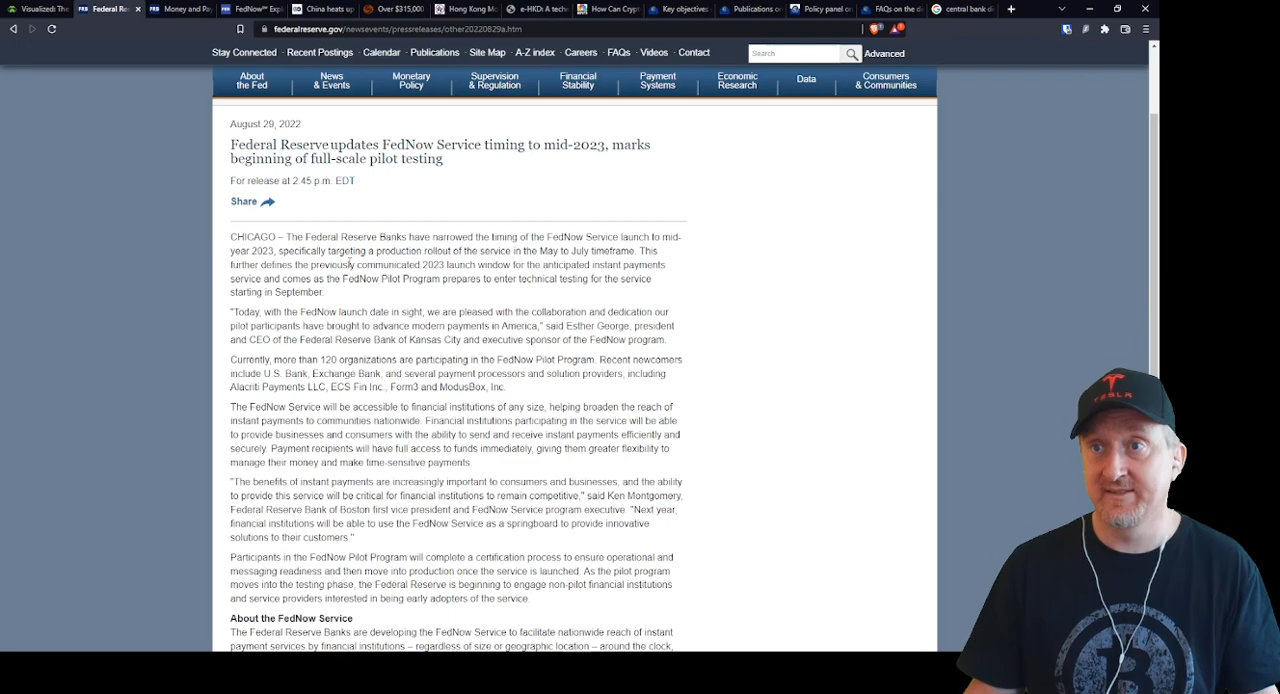 Visualized: The
Federal Res
Money and Pay
FedNow℠ Expl
China heats up
Over $315,000
Hong Kong Mo
e-HKD: A tech
How Can Crypt
Key objectives
Publications on
Policy panel on
FAQs on the di
central bank di
federalreserve.gov/newsevents/pressreleases/other20220829a.htm
Stay Connected Recent Postings Calendar Publications Site Map A-Z index Careers FAQs Videos Contact Search Advanced
About the Fed
News & Events
Monetary Policy
Supervision & Regulation
Financial Stability
Payment Systems
Economic Research
Data
Consumers & Communities
August 29, 2022
Federal Reserve updates FedNow Service timing to mid-2023, marks
beginning of full-scale pilot testing
For release at 2:45 p.m. EDT
Share
CHICAGO – The Federal Reserve Banks have narrowed the timing of the FedNow Service launch to mid-
year 2023, specifically targeting a production rollout of the service in the May to July timeframe. This
further defines the previously communicated 2023 launch window for the anticipated instant payments
service and comes as the FedNow Pilot Program prepares to enter technical testing for the service
starting in September.
"Today, with the FedNow launch date in sight, we are pleased with the collaboration and dedication our
pilot participants have brought to advance modern payments in America," said Esther George, president
and CEO of the Federal Reserve Bank of Kansas City and executive sponsor of the FedNow program.
Currently, more than 120 organizations are participating in the FedNow Pilot Program. Recent newcomers
include U.S. Bank, Exchange Bank, and several payment processors and solution providers, including
Alacriti Payments LLC, ECS Fin Inc., Form3 and ModusBox, Inc.
The FedNow Service will be accessible to financial institutions of any size, helping broaden the reach of
instant payments to communities nationwide. Financial institutions participating in the service will be able
to provide businesses and consumers with the ability to send and receive instant payments efficiently and
securely. Payment recipients will have full access to funds immediately, giving them greater flexibility to
manage their money and make time-sensitive payments.
"The benefits of instant payments are increasingly important to consumers and businesses, and the ability
to provide this service will be critical for financial institutions to remain competitive," said Ken Montgomery,
Federal Reserve Bank of Boston first vice president and FedNow Service program executive. "Next year,
financial institutions will be able to use the FedNow Service as a springboard to provide innovative
solutions to their customers."
Participants in the FedNow Pilot Program will complete a certification process to ensure operational and
messaging readiness and then move into production once the service is launched. As the pilot program
moves into the testing phase, the Federal Reserve is beginning to engage non-pilot financial institutions
and service providers interested in being early adopters of the service.
About the FedNow Service
The Federal Reserve Banks are developing the FedNow Service to facilitate nationwide reach of instant
payment services by financial institutions – regardless of size or geographic location – around the clock,
TESLA